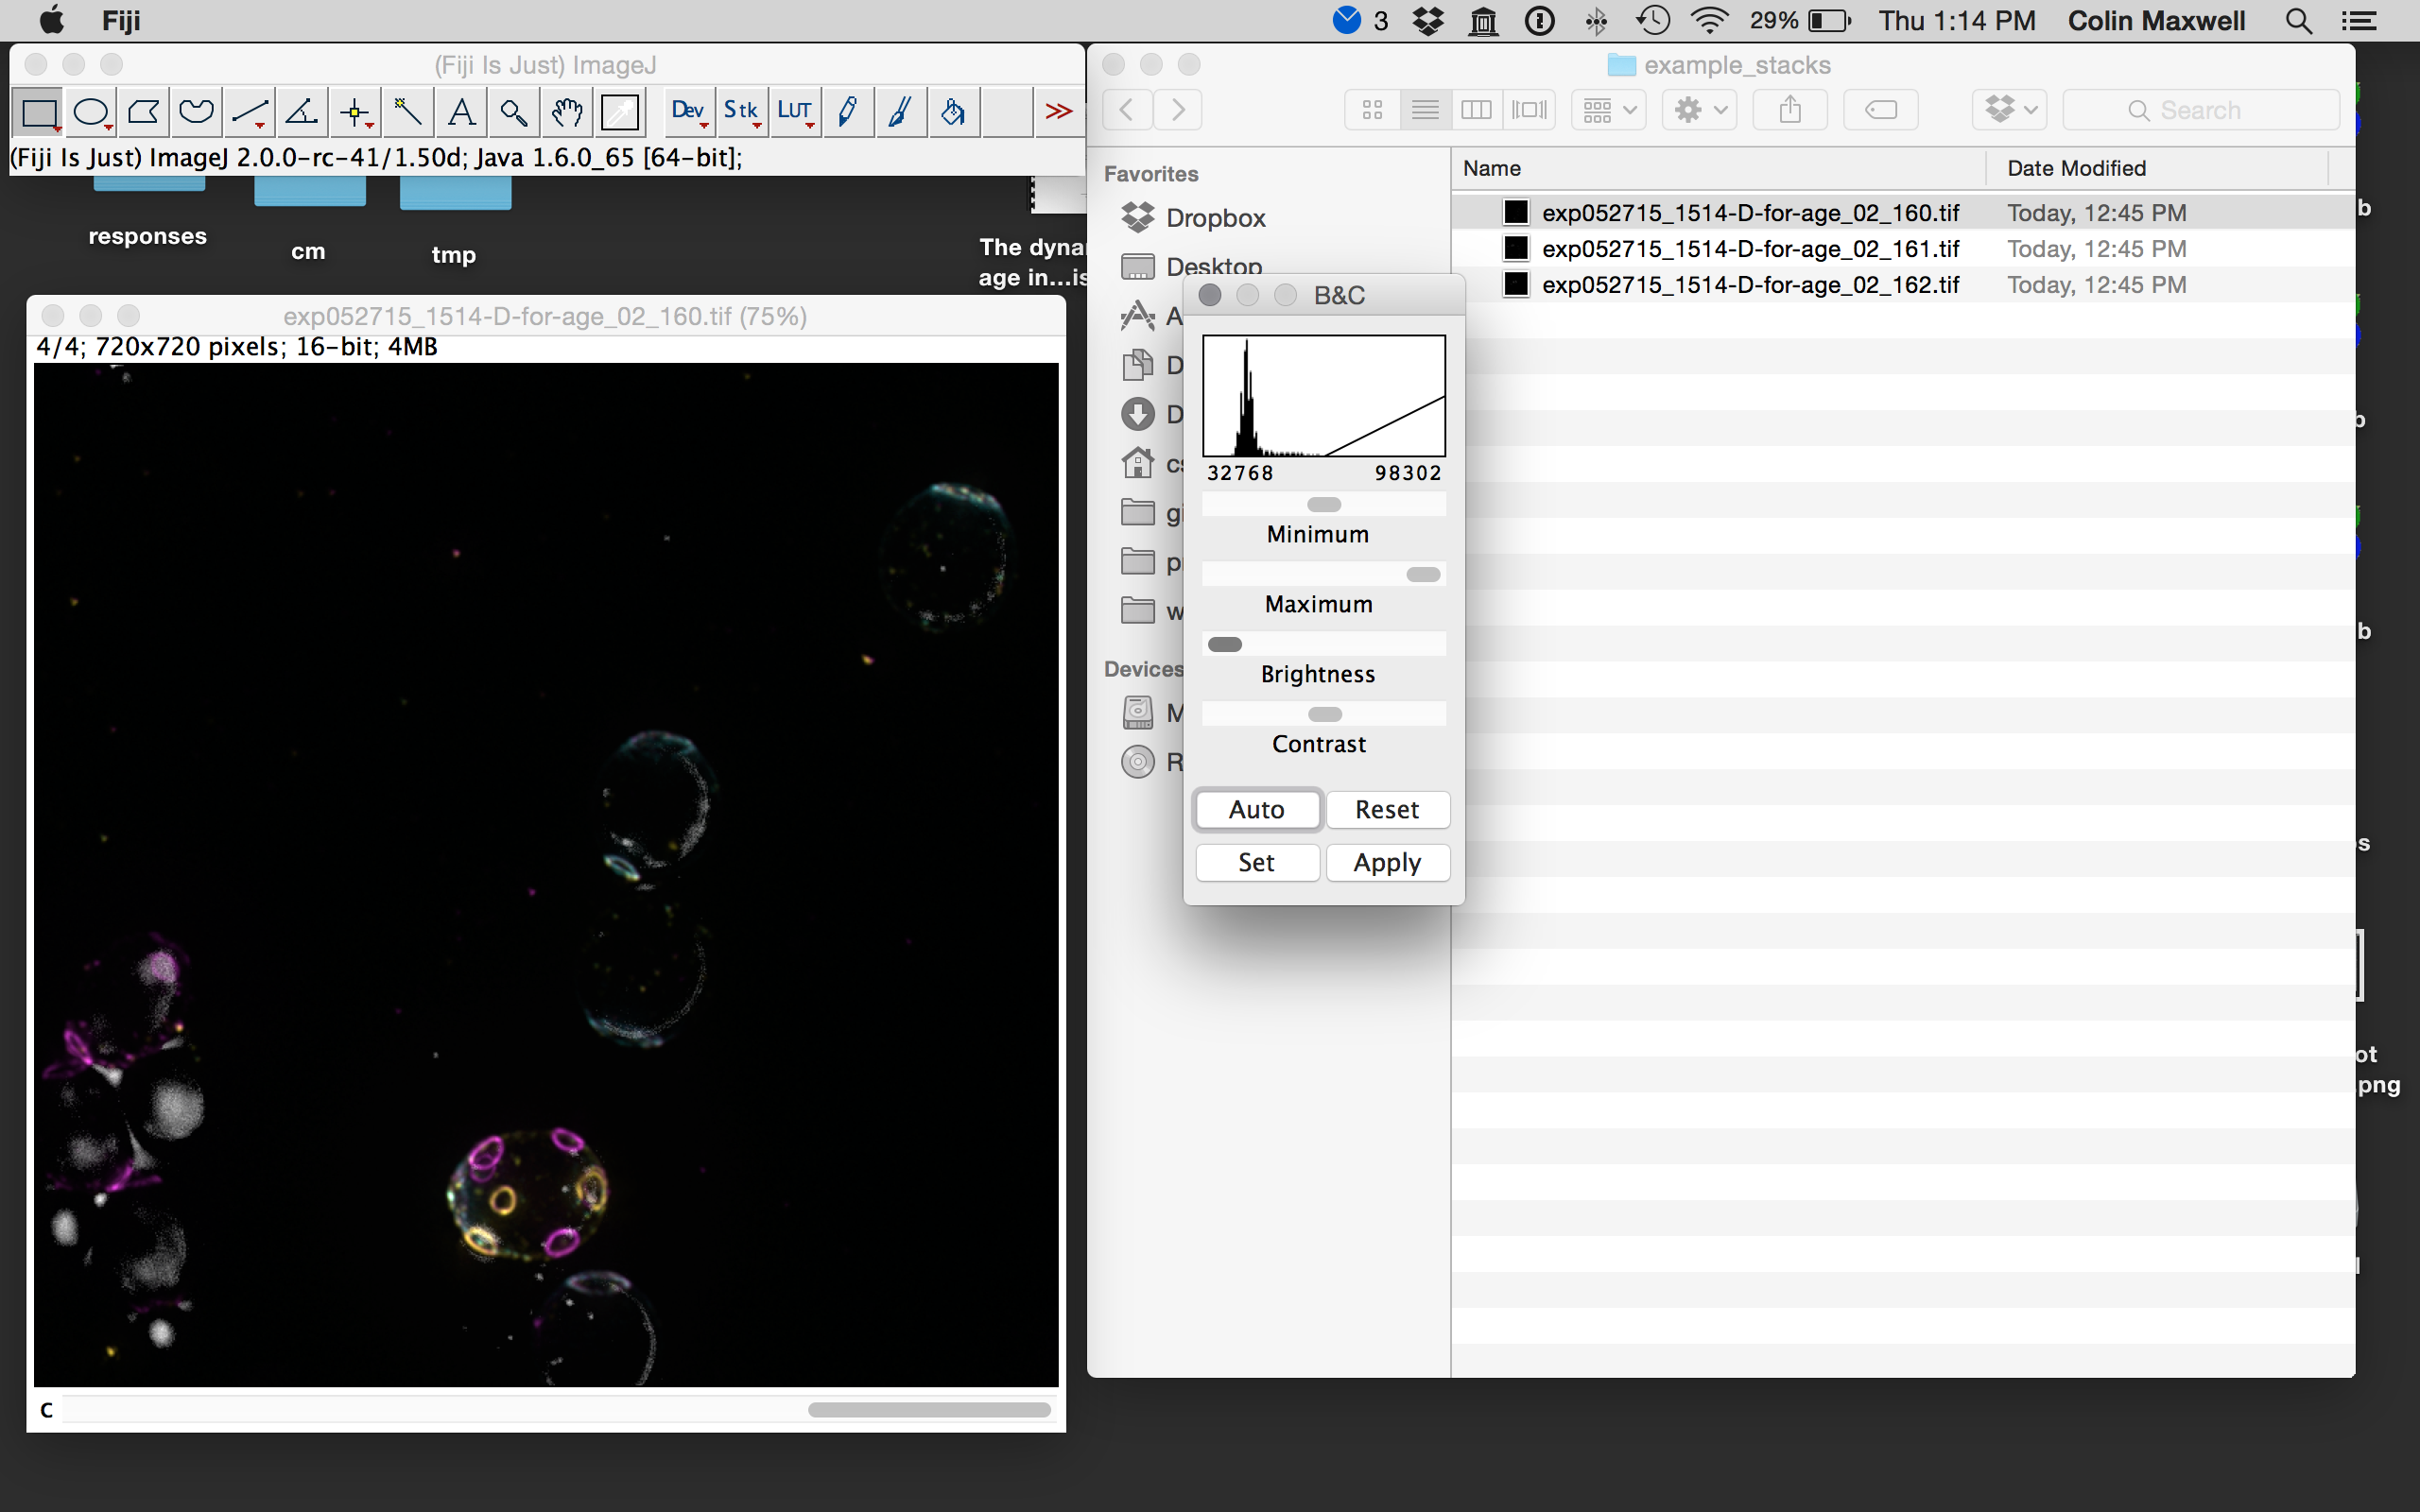 Fiji
3
29%
Thu 1:14 PM
Colin Maxwell
(Fiji Is Just) ImageJ
Dev
Stk
LUT
A
>>
(Fiji Is Just) ImageJ 2.0.0-rc-41/1.50d; Java 1.6.0_65 [64-bit];
responses
cm
tmp
The dyna
age in...is
exp052715_1514-D-for-age_02_160.tif (75%)
4/4; 720x720 pixels; 16-bit; 4MB
C
example_stacks
Search
Favorites
Dropbox
Desktop
A
D
D
cs
gi
pr
w
Devices
M
R
Name
Date Modified
exp052715_1514-D-for-age_02_160.tif
Today, 12:45 PM
exp052715_1514-D-for-age_02_161.tif
Today, 12:45 PM
exp052715_1514-D-for-age_02_162.tif
Today, 12:45 PM
B&C
32768
98302
Minimum
Maximum
Brightness
Contrast
Auto
Reset
Set
Apply
b
b
b
s
ot
png